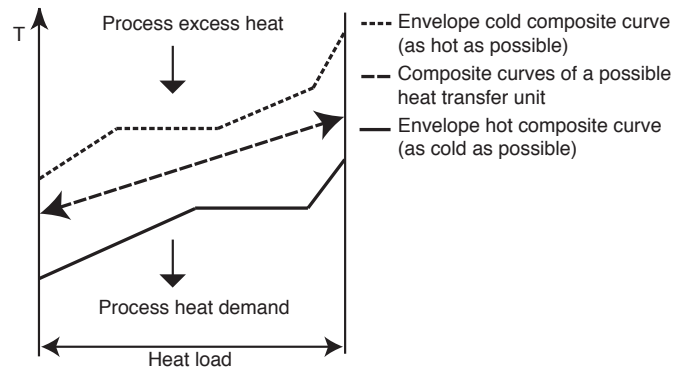 T
Process excess heat
Envelope cold composite curve
(as hot as possible)
Composite curves of a possible
heat transfer unit
Envelope hot composite curve
(as cold as possible)
Process heat demand
Heat load